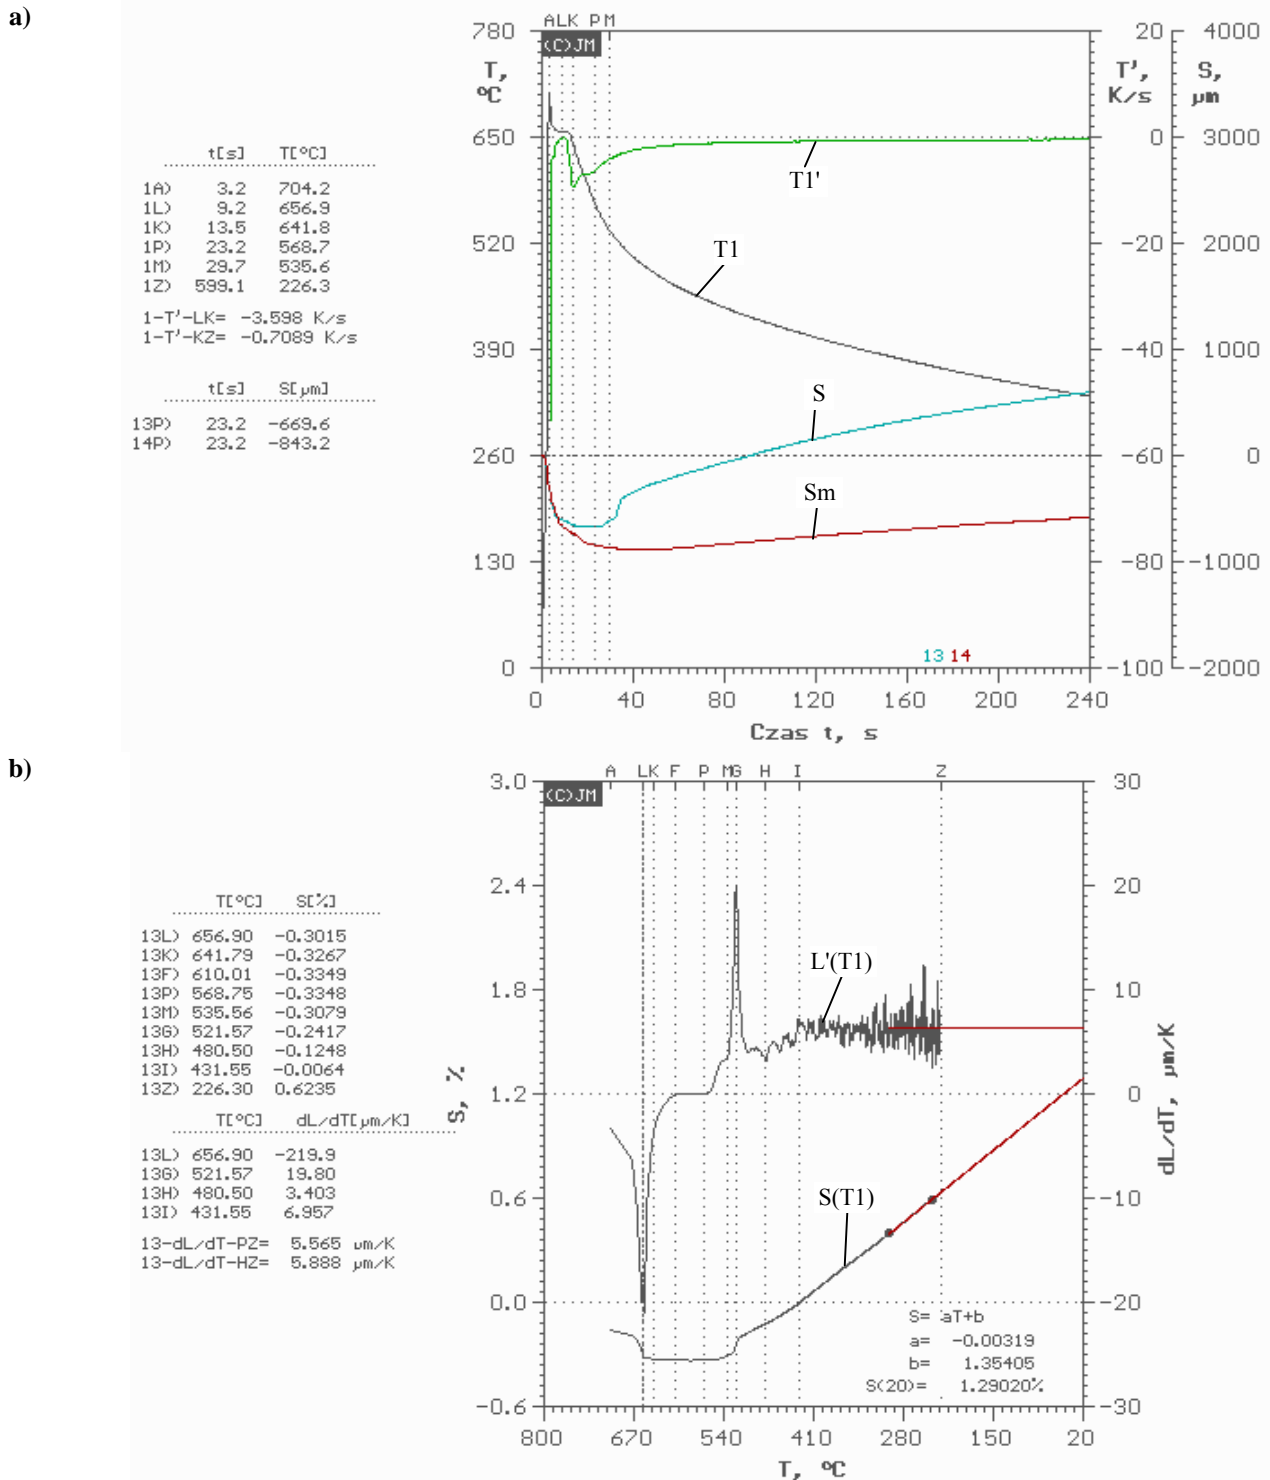 a)
ALK PM
(C)JM
780
650
520
390
260
130
0
T,
ºC
20
0
-20
-40
-60
-80
-100
T',
K/s
4000
3000
2000
1000
0
-1000
-2000
S,
µm
T1'
T1
S
Sm
13 14
0 40 80 120 160 200 240
Czas t, s
t[s] T[ºC]
1A) 3.2 704.2
1L) 9.2 656.9
1K) 13.5 641.8
1P) 23.2 568.7
1M) 29.7 535.6
1Z) 599.1 226.3
1-T'-LK= -3.598 K/s
1-T'-KZ= -0.7089 K/s
t[s] S[µm]
13P) 23.2 -669.6
14P) 23.2 -843.2
b)
A LK F P MG H I Z
(C)JM
3.0
2.4
1.8
1.2
0.6
0.0
-0.6
S, %
30
20
10
0
-10
-20
-30
dL/dT, µm/K
L'(T1)
S(T1)
S= aT+b
a= -0.00319
b= 1.35405
S(20)= 1.29020%
800 670 540 410 280 150 20
T, ºC
T[ºC] S[%]
13L) 656.90 -0.3015
13K) 641.79 -0.3267
13F) 610.01 -0.3349
13P) 568.75 -0.3348
13M) 535.56 -0.3079
13G) 521.57 -0.2417
13H) 480.50 -0.1248
13I) 431.55 -0.0064
13Z) 226.30 0.6235
T[ºC] dL/dT[µm/K]
13L) 656.90 -219.9
13G) 521.57 19.80
13H) 480.50 3.403
13I) 431.55 6.957
13-dL/dT-PZ= 5.565 µm/K
13-dL/dT-HZ= 5.888 µm/K